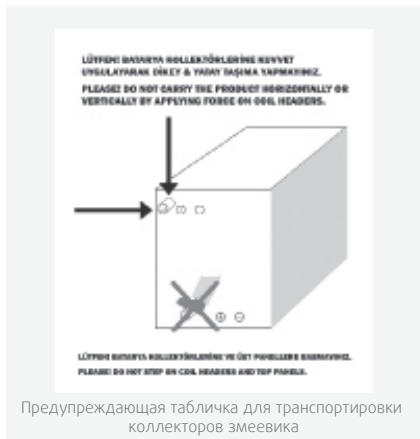 LÜTFEN! BATARYA KOLLEKTÖRLERİNE KUVVET
UYGULAYARAK DİKEY & YATAY TAŞIMA YAPMAYINIZ.
PLEASE! DO NOT CARRY THE PRODUCT HORIZONTALLY OR
VERTICALLY BY APPLYING FORCE ON COIL HEADERS.
LÜTFEN! BATARYA KOLLEKTÖRLERİNE VE ÜST PANELLERE BASMAYINIZ.
PLEASE! DO NOT STEP ON COIL HEADERS AND TOP PANELS.
Предупреждающая табличка для транспортировки
коллекторов змеевика